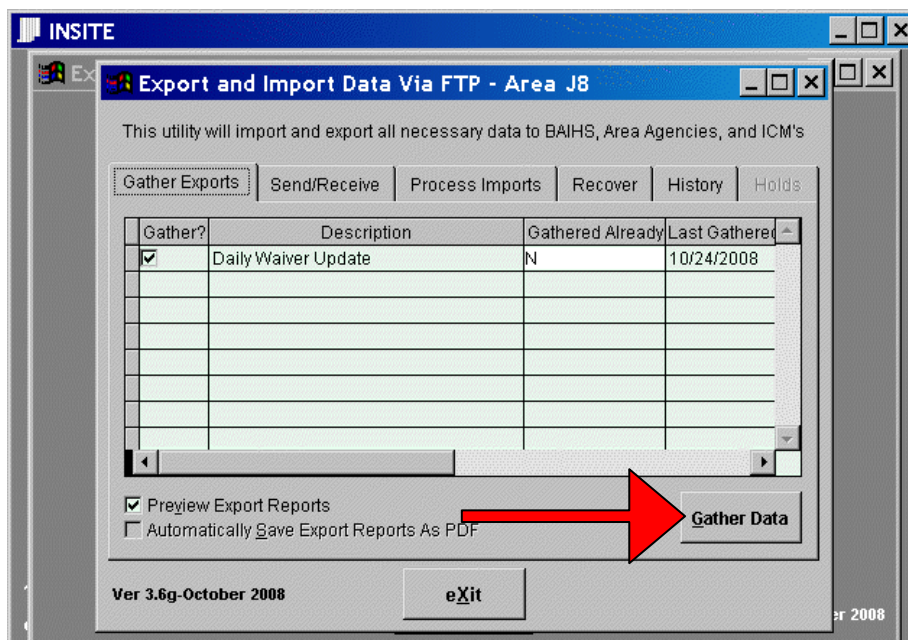 INSITE
Ex
Export and Import Data Via FTP - Area J8
This utility will import and export all necessary data to BAIHS, Area Agencies, and ICM's
Gather Exports Send/Receive Process Imports Recover History Holds
Gather? Description Gathered Already Last Gathered
Daily Waiver Update N 10/24/2008
Preview Export Reports
Automatically Save Export Reports As PDF
Gather Data
Ver 3.6g-October 2008
eXit
er 2008